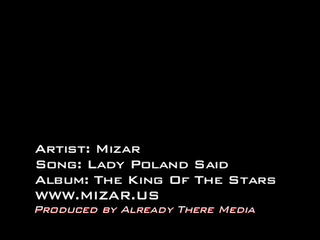 Artist: Mizar
Song: Lady Poland Said
Album: The King Of The Stars
WWW.MIZAR.US
Produced by Already There Media